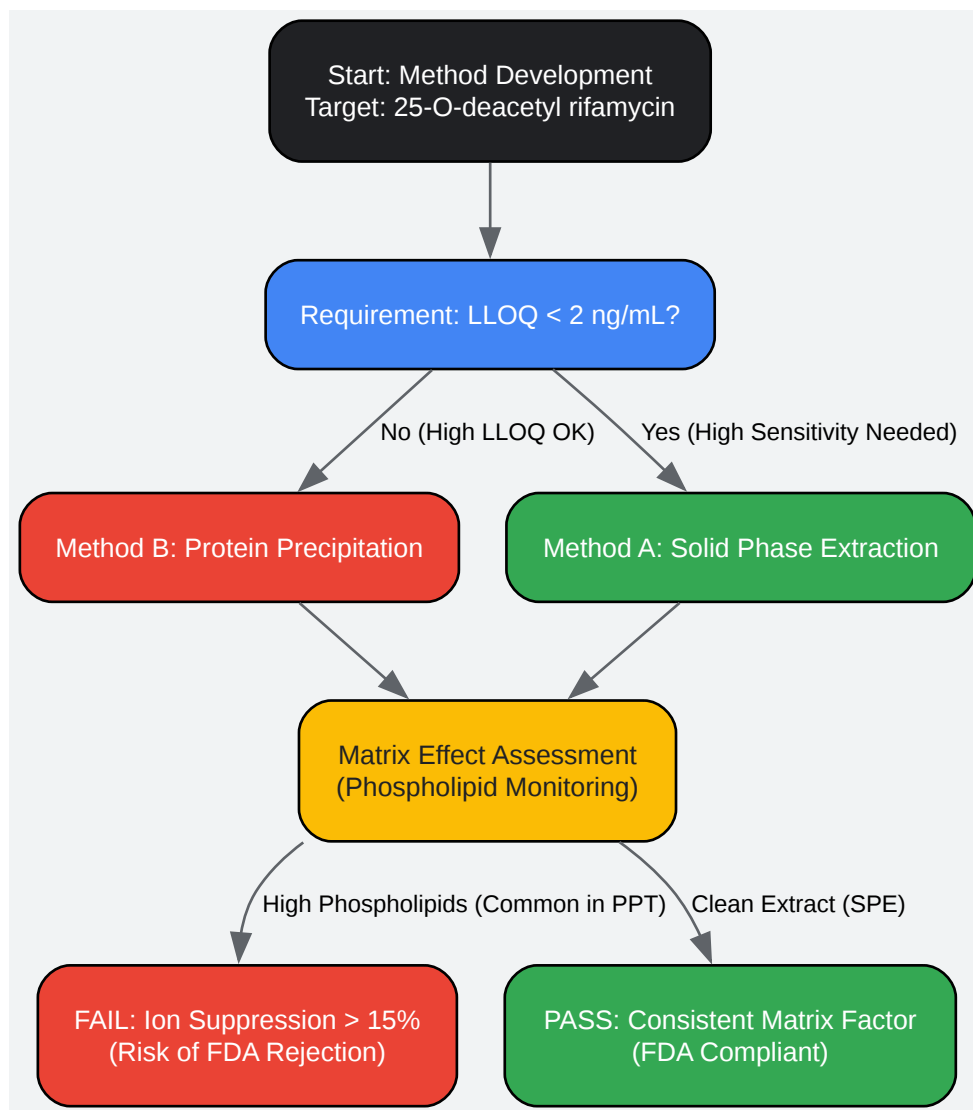 Start: Method Development
Target: 25-O-deacetyl rifamycin
Requirement: LLOQ < 2 ng/mL?
No (High LLOQ OK)
Yes (High Sensitivity Needed)
Method B: Protein Precipitation
Method A: Solid Phase Extraction
Matrix Effect Assessment
(Phospholipid Monitoring)
High Phospholipids (Common in PPT)
Clean Extract (SPE)
FAIL: Ion Suppression > 15%
(Risk of FDA Rejection)
PASS: Consistent Matrix Factor
(FDA Compliant)